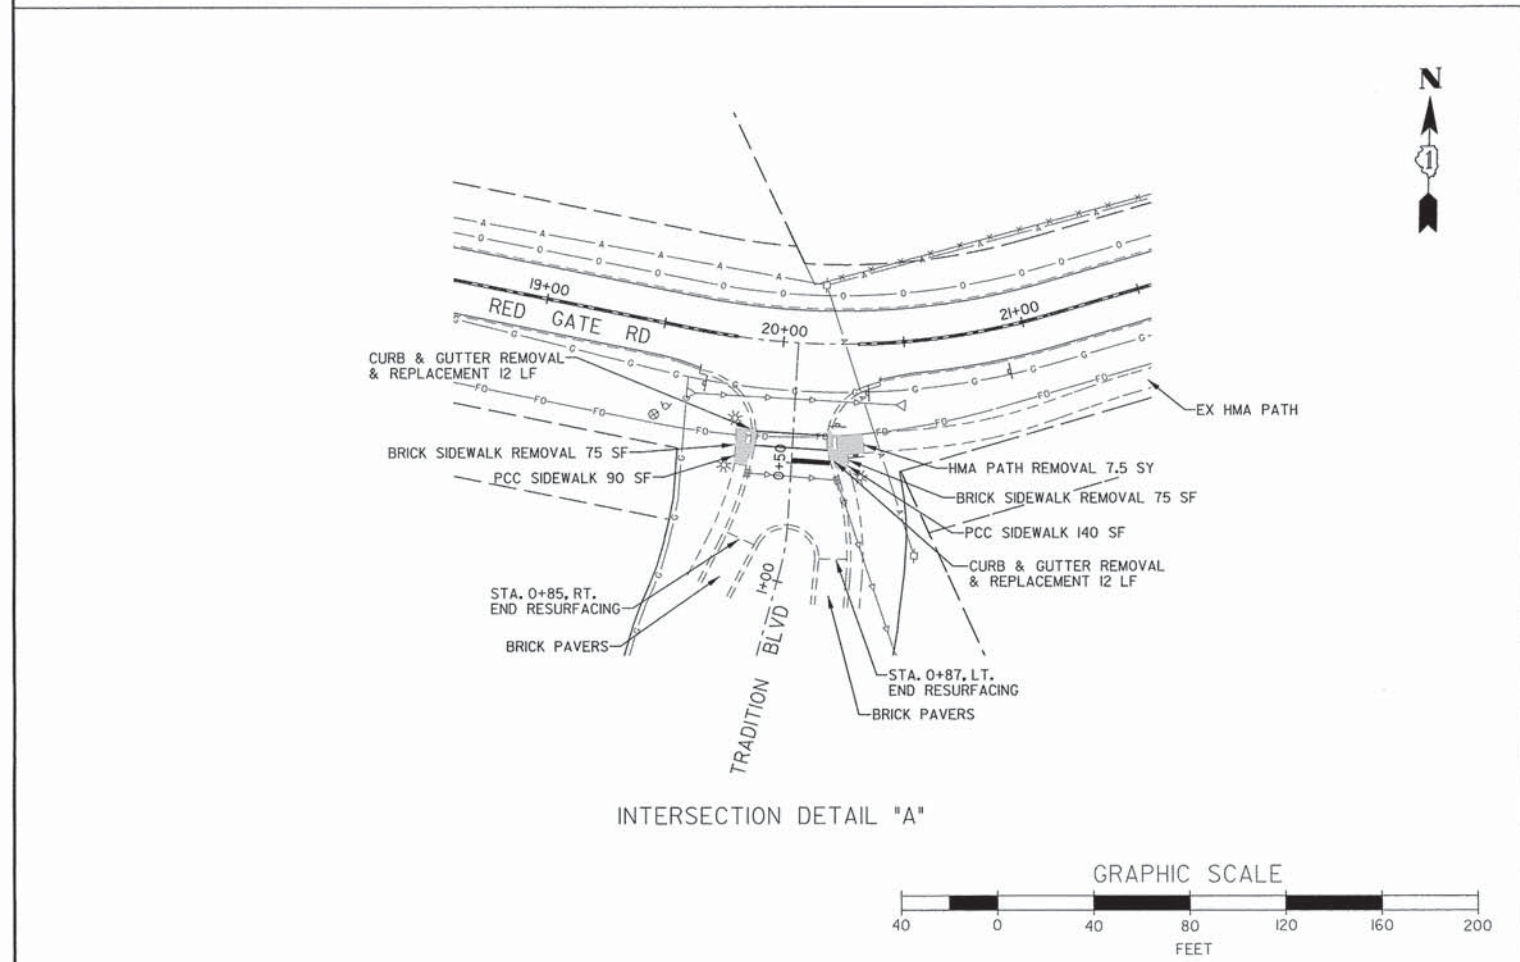 N
1
19+00
RED GATE RD
20+00
21+00
CURB & GUTTER REMOVAL
& REPLACEMENT 12 LF
BRICK SIDEWALK REMOVAL 75 SF
PCC SIDEWALK 90 SF
0+50
EX HMA PATH
HMA PATH REMOVAL 7.5 SY
BRICK SIDEWALK REMOVAL 75 SF
PCC SIDEWALK 140 SF
CURB & GUTTER REMOVAL
& REPLACEMENT 12 LF
STA. 0+85, RT.
END RESURFACING
BRICK PAVERS
1+00
TRADITION BLVD
STA. 0+87, LT.
END RESURFACING
BRICK PAVERS
INTERSECTION DETAIL "A"
GRAPHIC SCALE
40 0 40 80 120 160 200
FEET